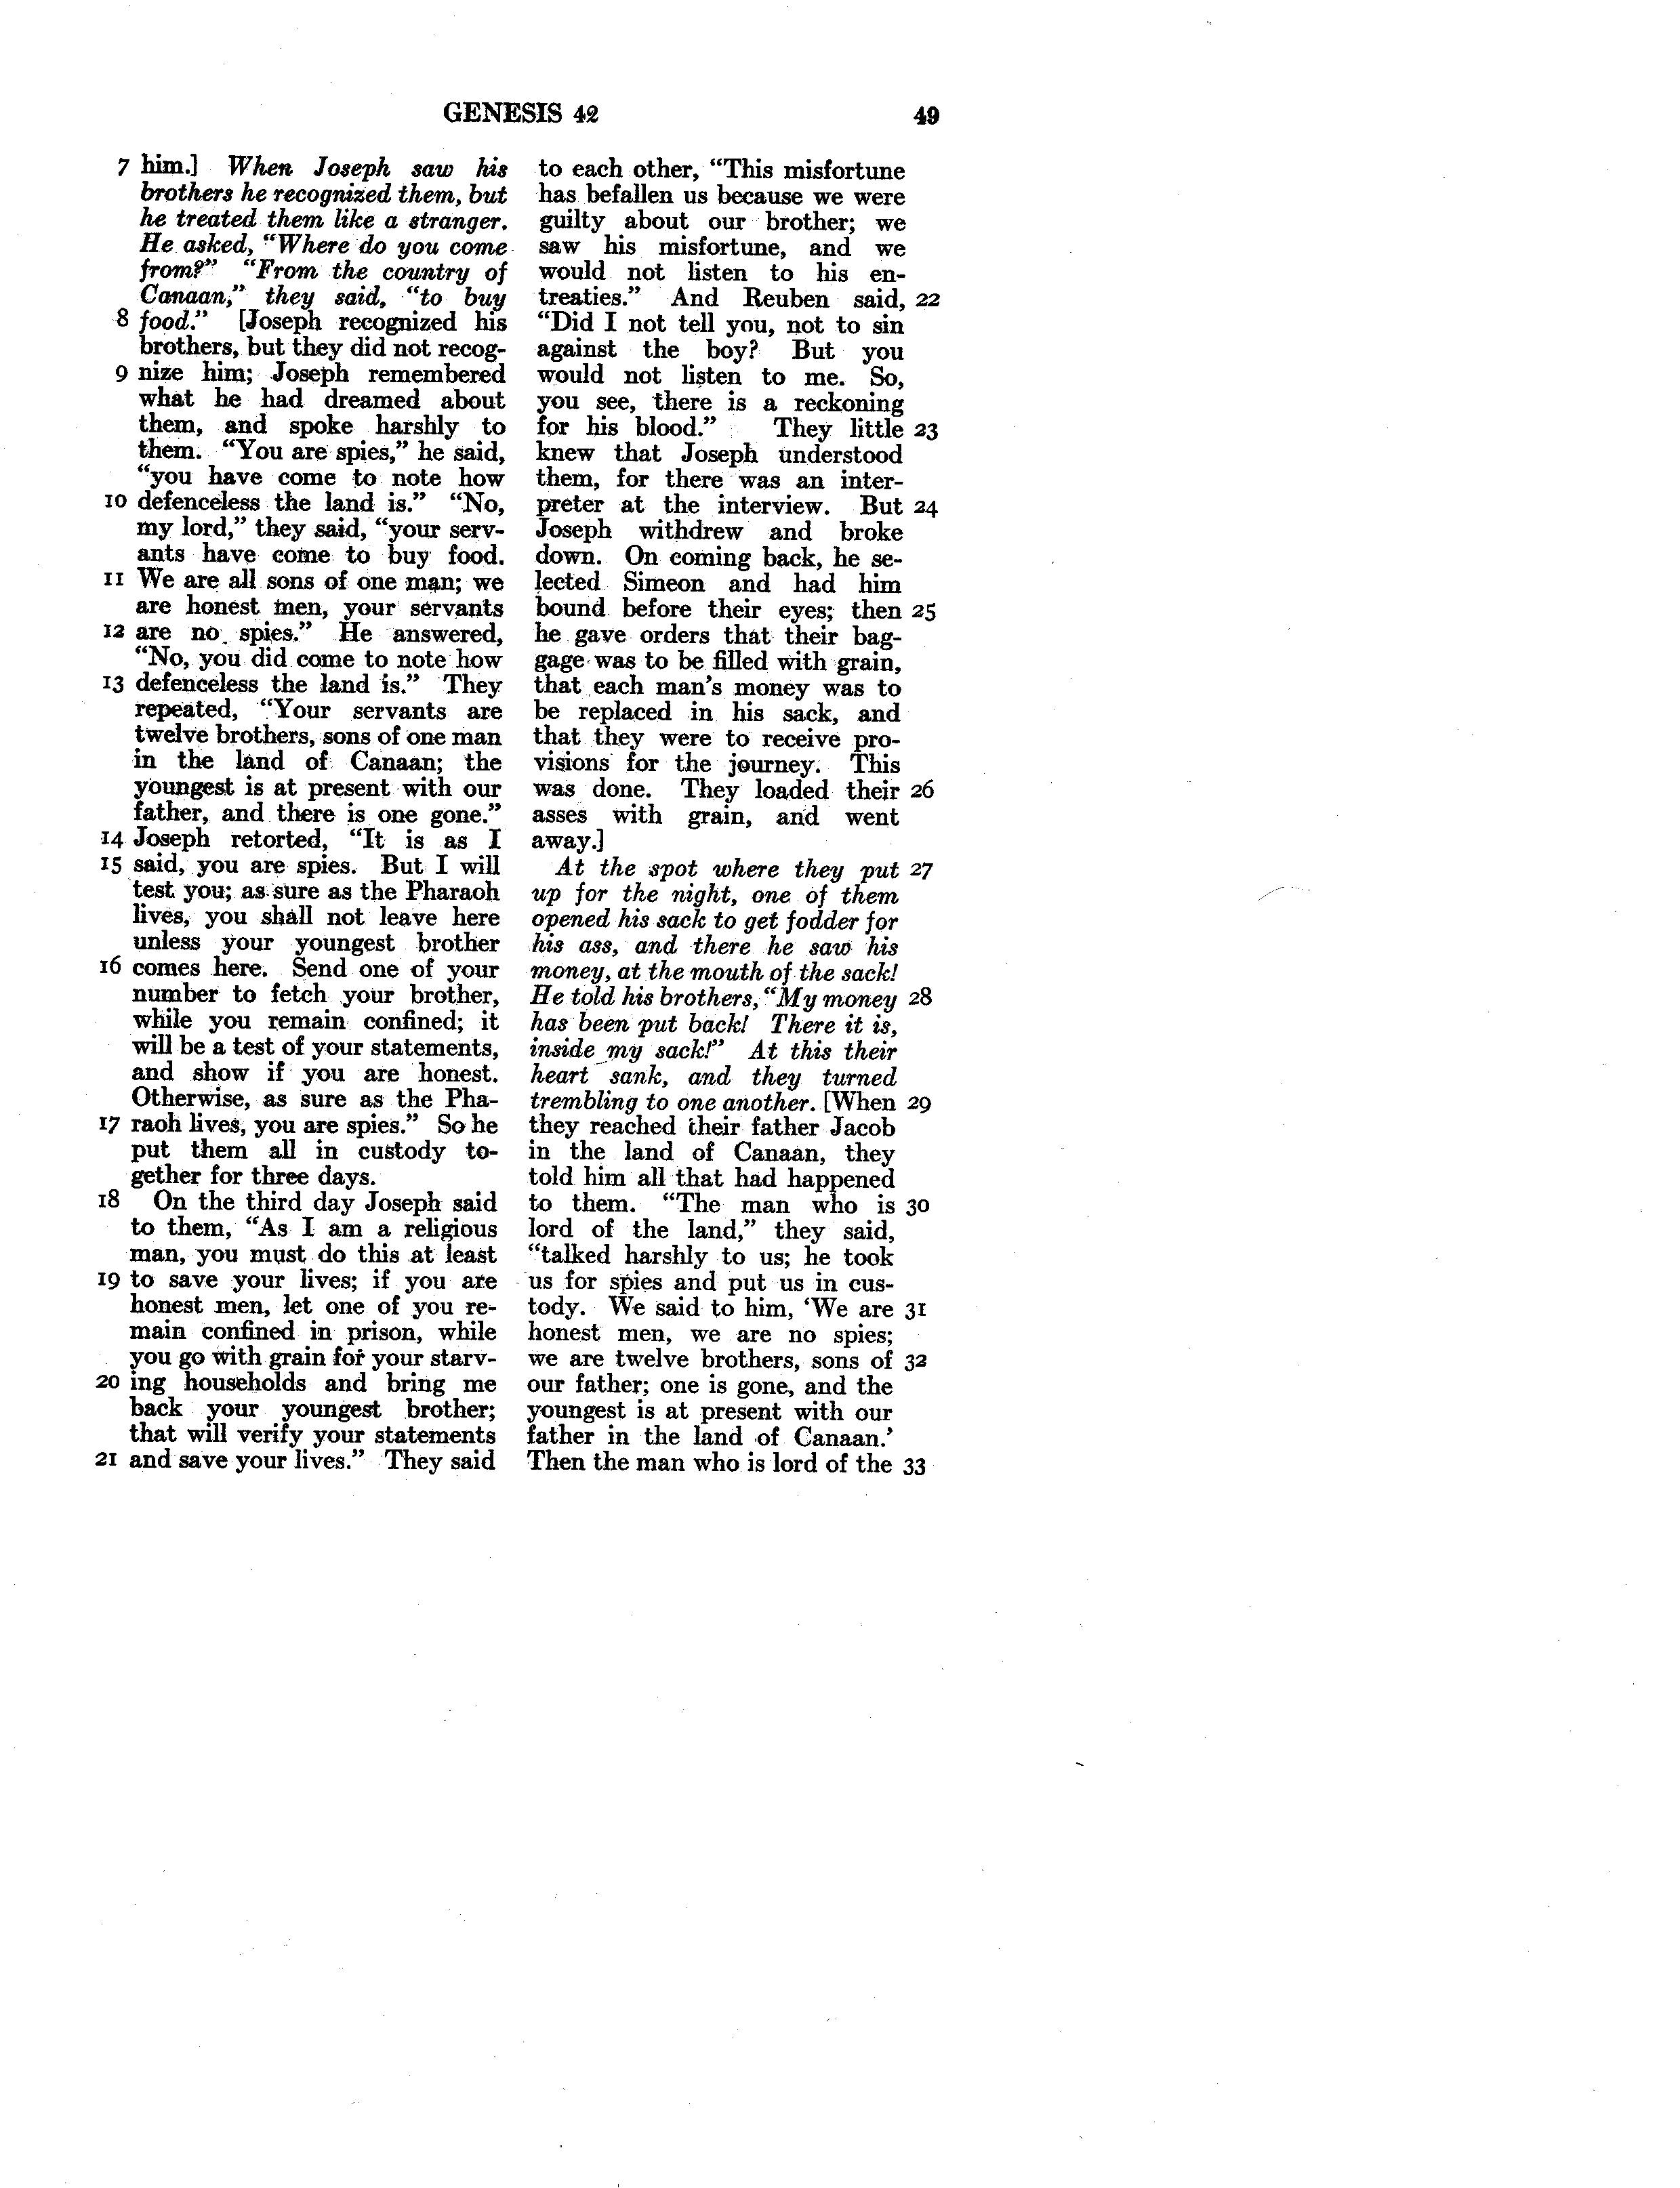 GENESIS 42
49
7 him.] When Joseph saw his
brothers he recognized them, but
he treated them like a stranger.
He asked, “Where do you come
from?” “From the country of
Canaan,” they said, “to buy
8 food.” [Joseph recognized his
brothers, but they did not recog-
9 nize him; Joseph remembered
what he had dreamed about
them, and spoke harshly to
them. “You are spies,” he said,
“you have come to note how
10 defenceless the land is.” “No,
my lord,” they said, “your serv-
ants have come to buy food.
11 We are all sons of one man; we
are honest men, your servants
12 are no spies.” He answered,
“No, you did come to note how
13 defenceless the land is.” They
repeated, “Your servants are
twelve brothers, sons of one man
in the land of Canaan; the
youngest is at present with our
father, and there is one gone.”
14 Joseph retorted, “It is as I
15 said, you are spies. But I will
test you; as sure as the Pharaoh
lives, you shall not leave here
unless your youngest brother
16 comes here. Send one of your
number to fetch your brother,
while you remain confined; it
will be a test of your statements,
and show if you are honest.
Otherwise, as sure as the Pha-
17 raoh lives, you are spies.” So he
put them all in custody to-
gether for three days.
18 On the third day Joseph said
to them, “As I am a religious
man, you must do this at least
19 to save your lives; if you are
honest men, let one of you re-
main confined in prison, while
you go with grain for your starv-
20 ing households and bring me
back your youngest brother;
that will verify your statements
21 and save your lives.” They said
to each other, “This misfortune
has befallen us because we were
guilty about our brother; we
saw his misfortune, and we
would not listen to his en-
treaties.” And Reuben said, 22
“Did I not tell you, not to sin
against the boy? But you
would not listen to me. So,
you see, there is a reckoning
for his blood.” They little 23
knew that Joseph understood
them, for there was an inter-
preter at the interview. But 24
Joseph withdrew and broke
down. On coming back, he se-
lected Simeon and had him
bound before their eyes; then 25
he gave orders that their bag-
gage was to be filled with grain,
that each man’s money was to
be replaced in his sack, and
that they were to receive pro-
visions for the journey. This
was done. They loaded their 26
asses with grain, and went
away.]
At the spot where they put 27
up for the night, one of them
opened his sack to get fodder for
his ass, and there he saw his
money, at the mouth of the sack!
He told his brothers, “My money 28
has been put back! There it is,
inside my sack!” At this their
heart sank, and they turned
trembling to one another. [When 29
they reached their father Jacob
in the land of Canaan, they
told him all that had happened
to them. “The man who is 30
lord of the land,” they said,
“talked harshly to us; he took
us for spies and put us in cus-
tody. We said to him, ‘We are 31
honest men, we are no spies;
we are twelve brothers, sons of 32
our father; one is gone, and the
youngest is at present with our
father in the land of Canaan.’
Then the man who is lord of the 33